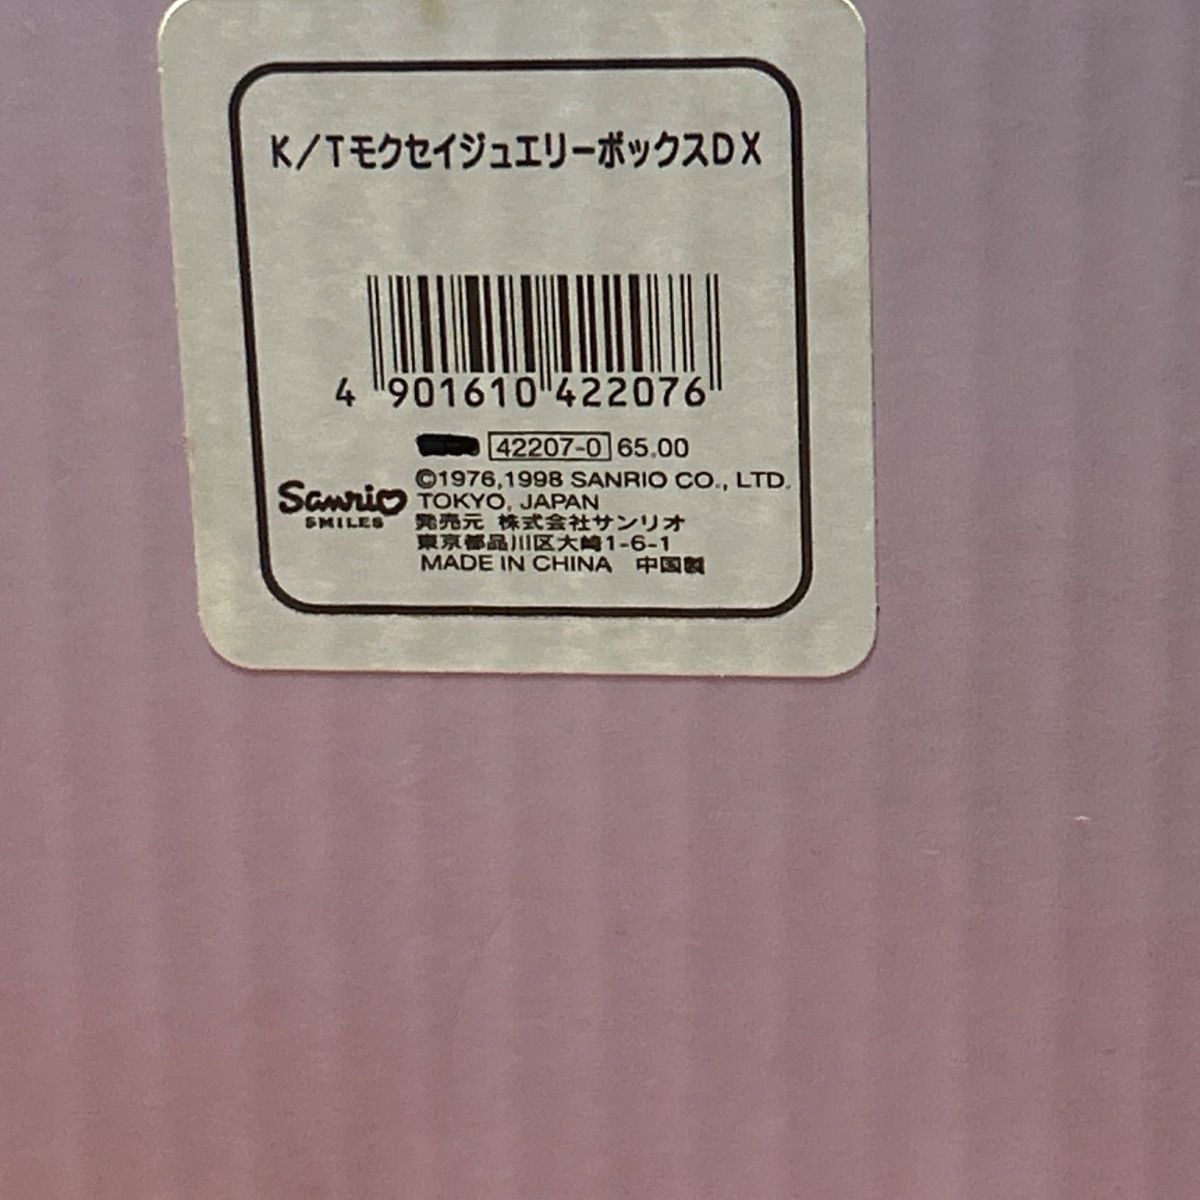 K/TモクセイジュエリーボックスDX
4 901610 422076
42207-0 65.00
©1976,1998 SANRIO CO., LTD.
TOKYO, JAPAN
Sanrio
SMILES
発売元 株式会社サンリオ
東京都品川区大崎1-6-1
MADE IN CHINA 中国製